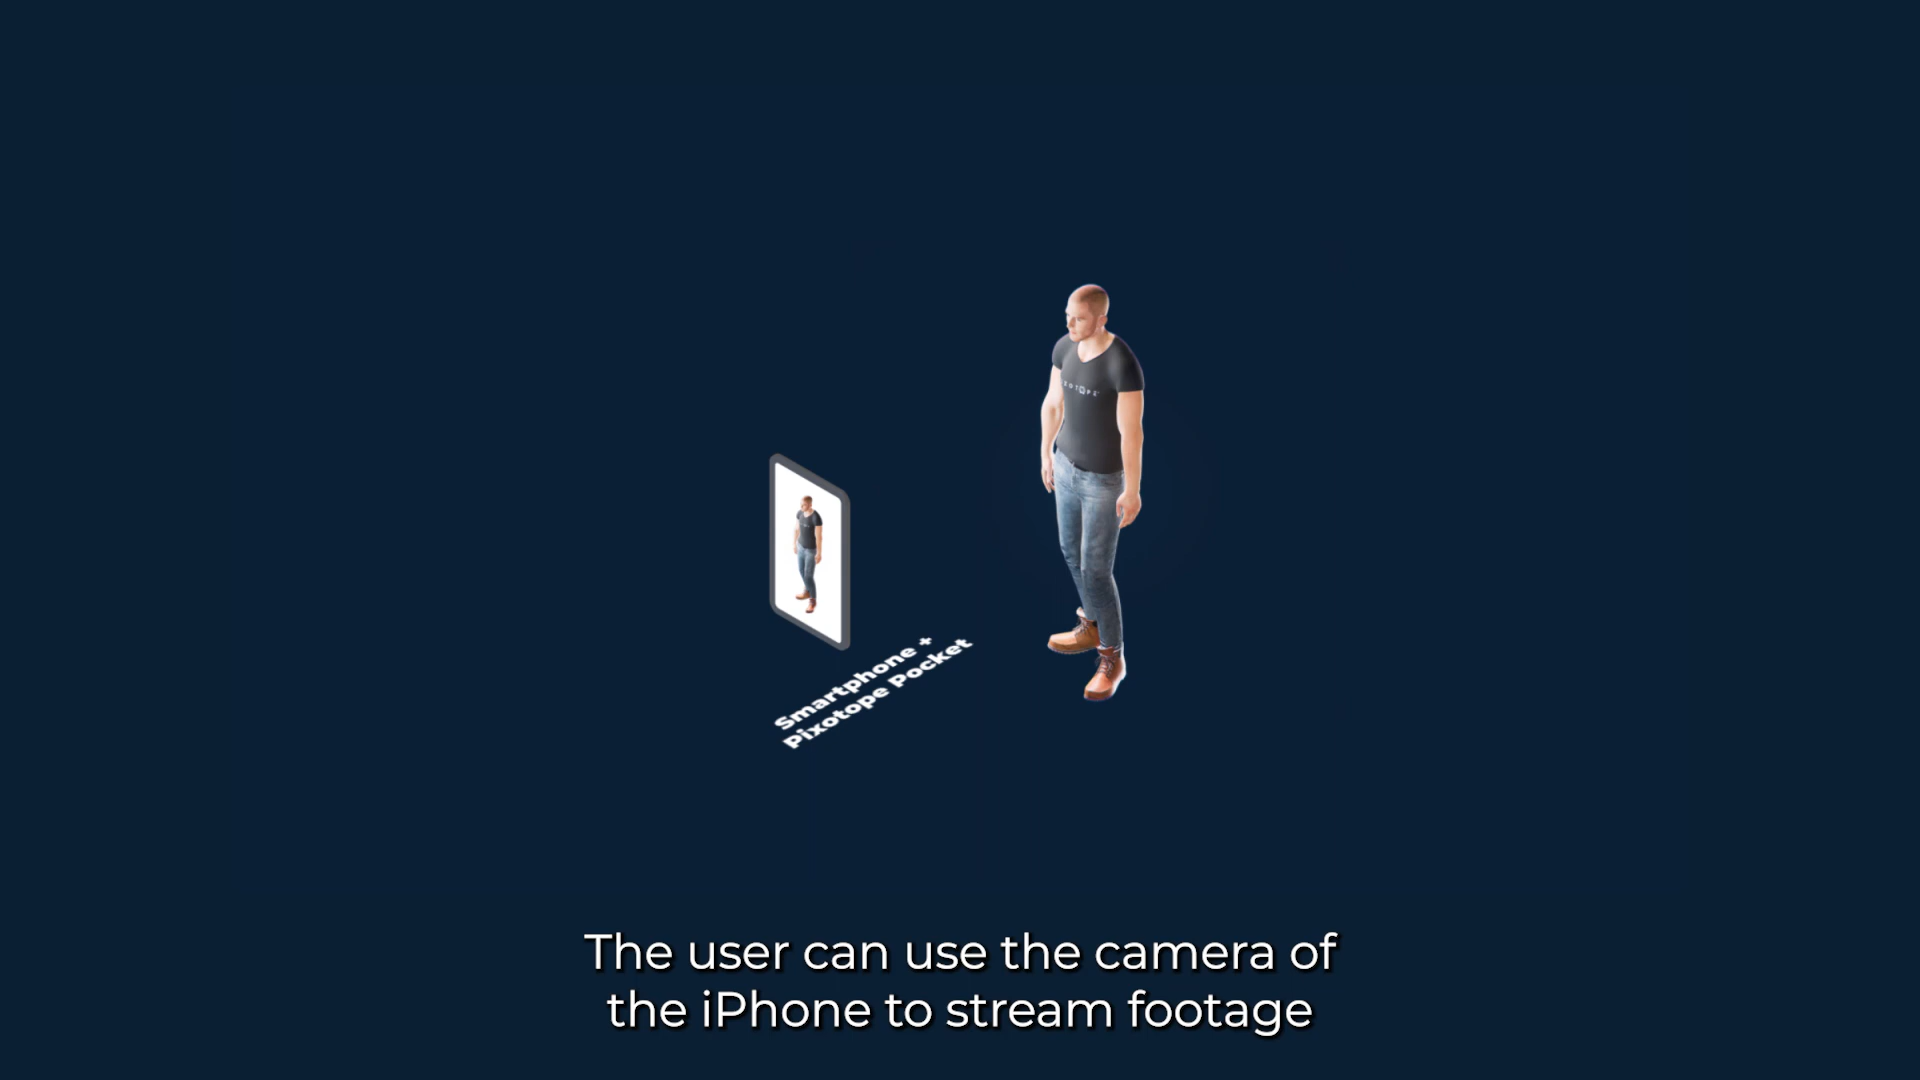 Smartphone +
Pixotope Pocket
The user can use the camera of
the iPhone to stream footage